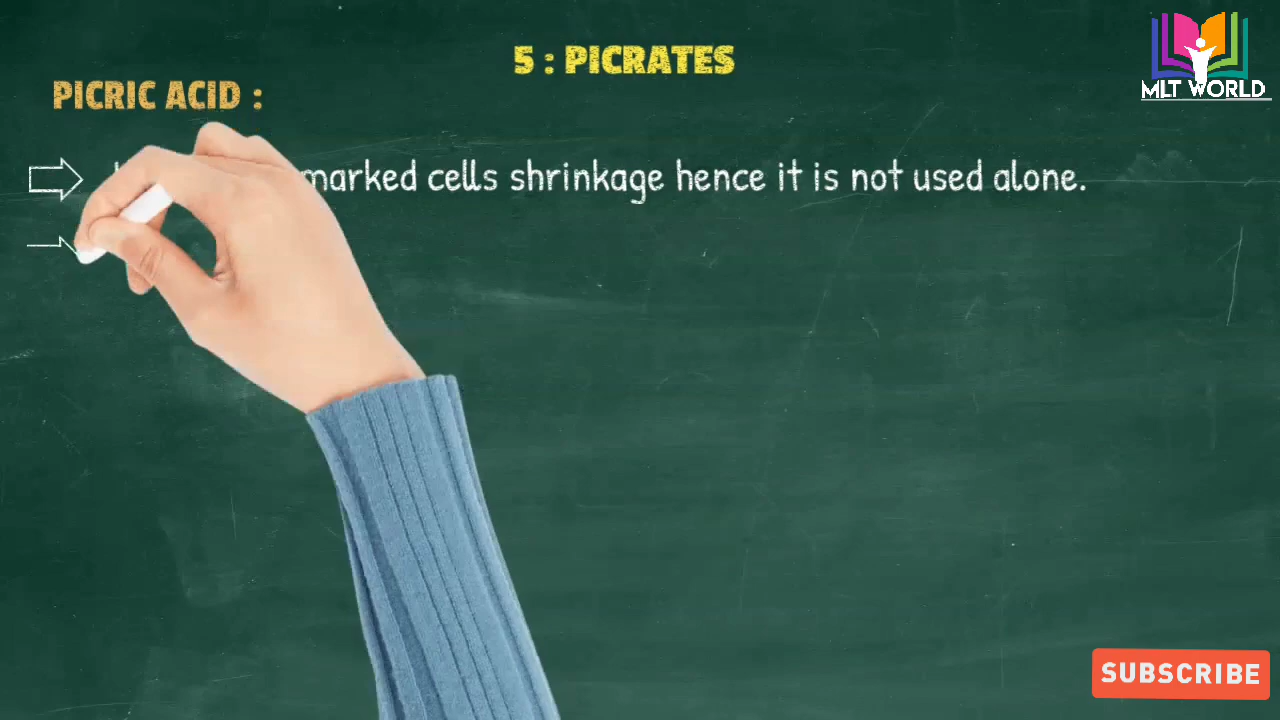 5 : PICRATES
MLT WORLD
PICRIC ACID :
marked cells shrinkage hence it is not used alone.
SUBSCRIBE